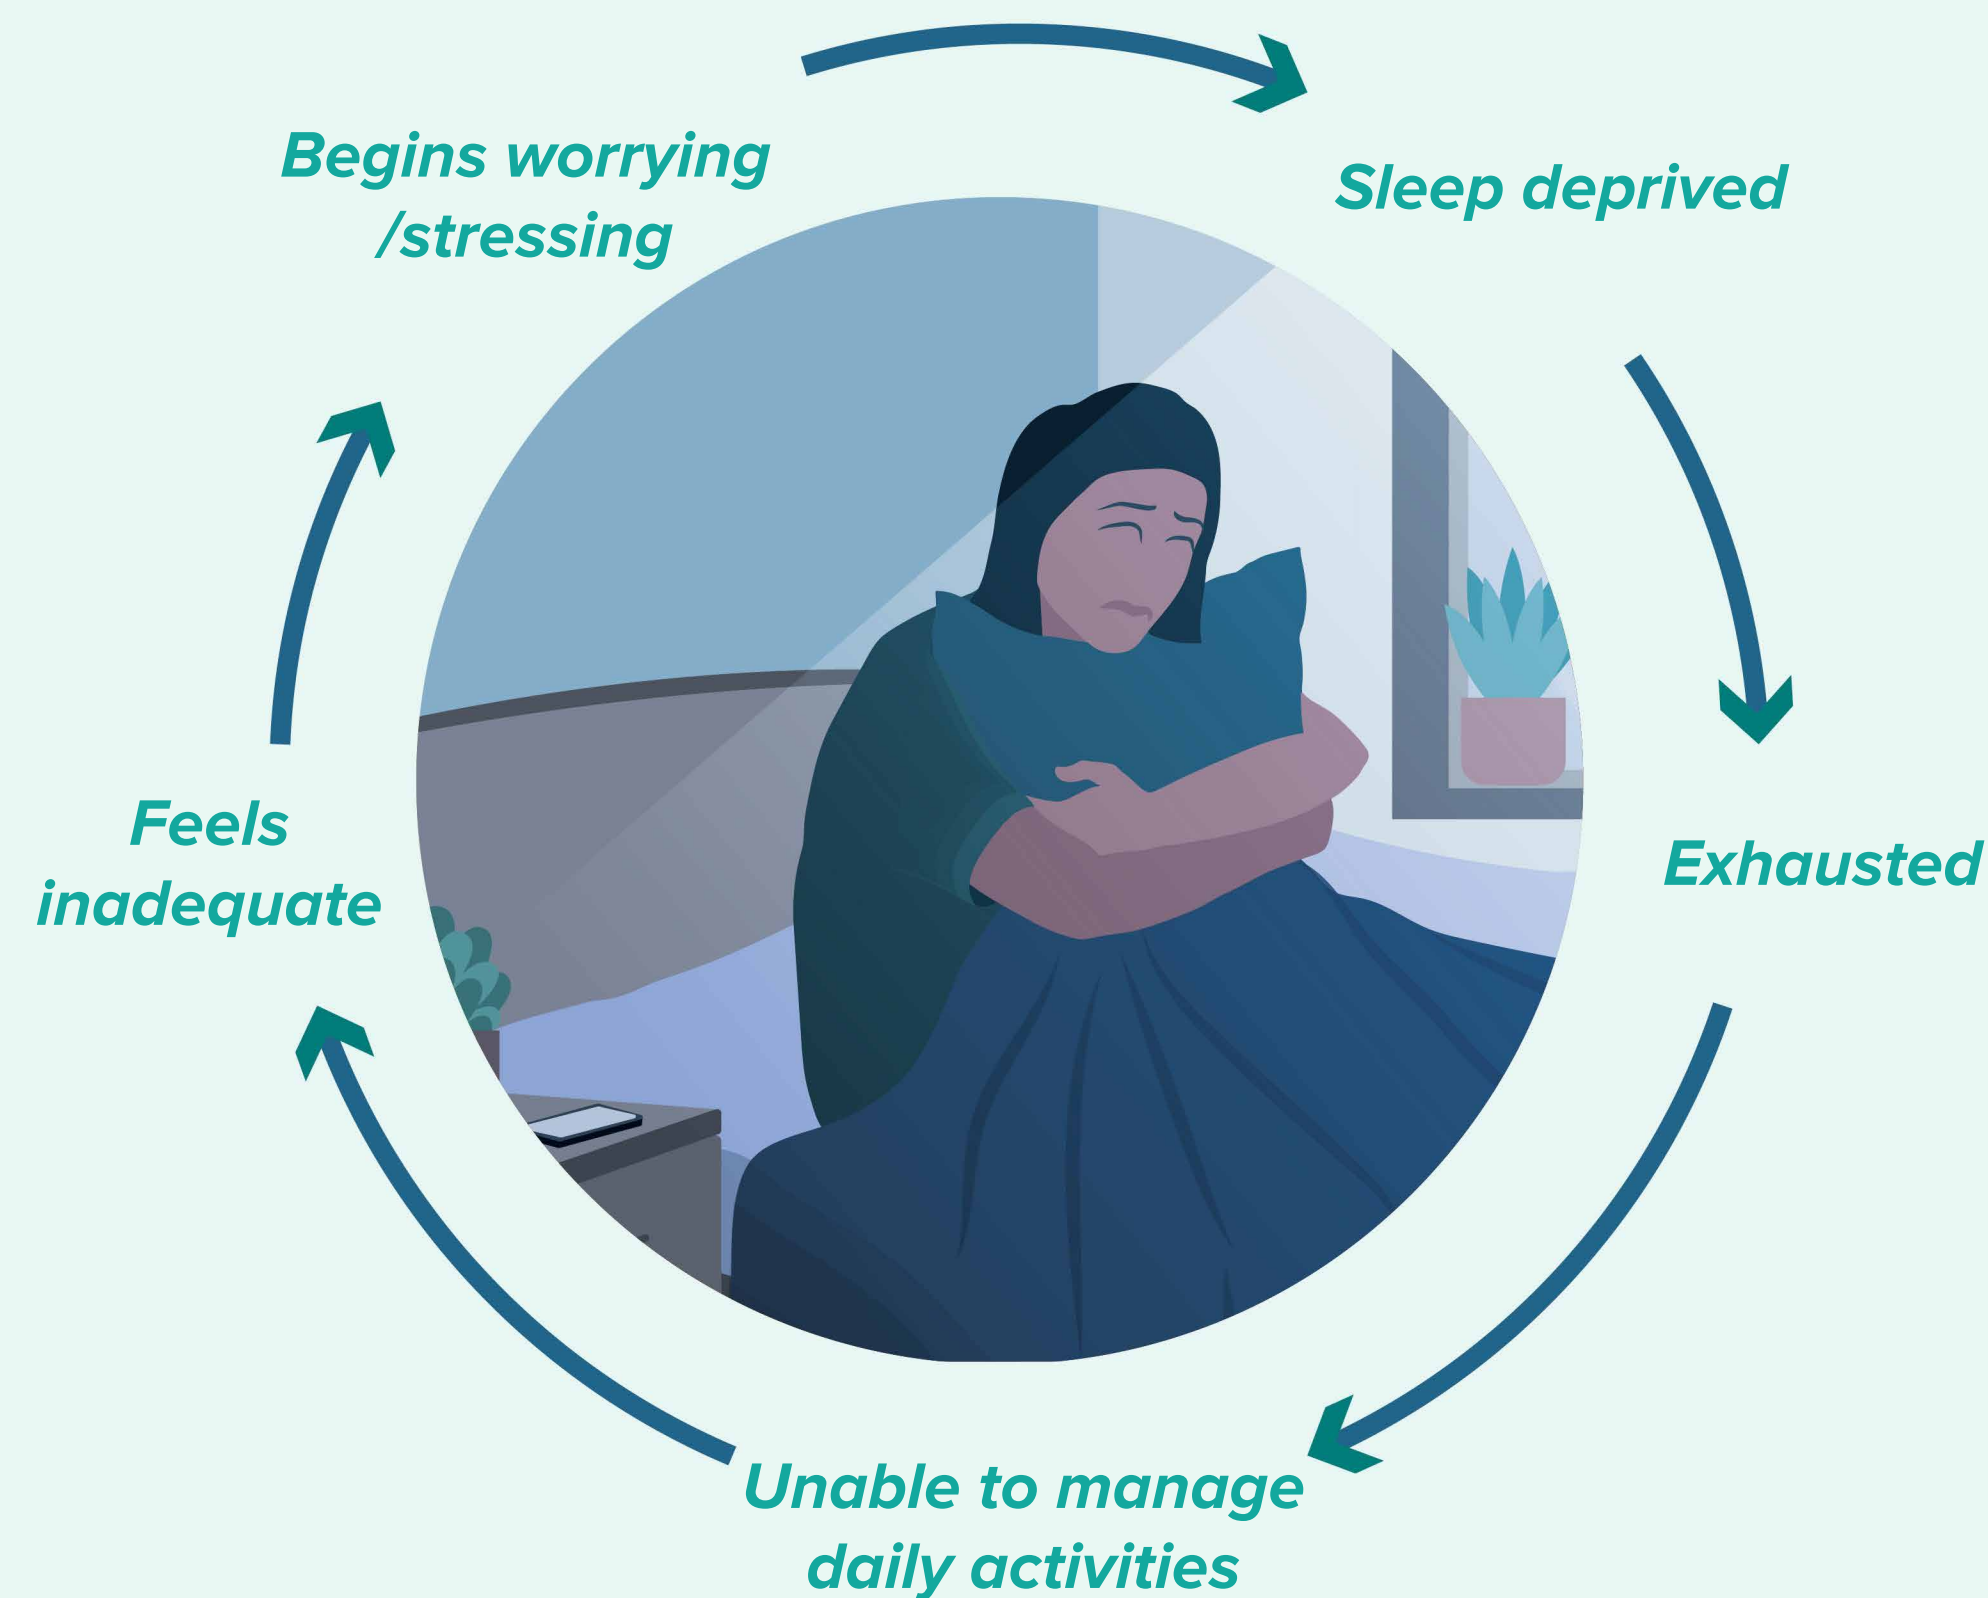 Begins worrying
/stressing
Sleep deprived
Exhausted
Unable to manage
daily activities
Feels
inadequate